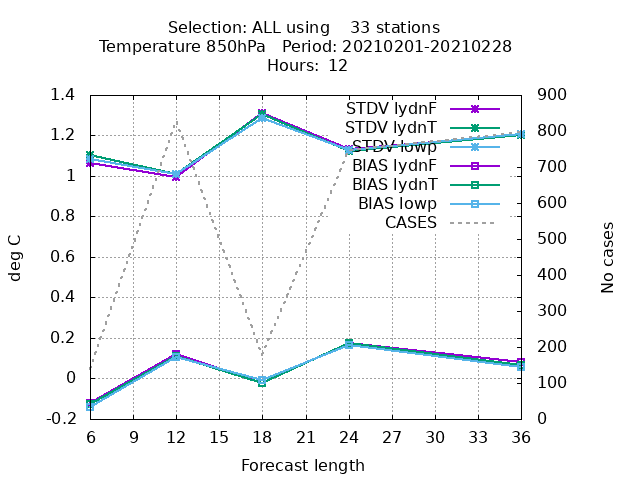 Selection: ALL using    33 stations
Temperature 850hPa   Period: 20210201-20210228
Hours:  12
STDV lydnF
STDV lydnT
STDV lowp
BIAS lydnF
BIAS lydnT
BIAS lowp
CASES
deg C
1.4
1.2
1
0.8
0.6
0.4
0.2
0
-0.2
900
800
700
600
500
400
300
200
100
0
No cases
6 9 12 15 18 21 24 27 30 33 36
Forecast length